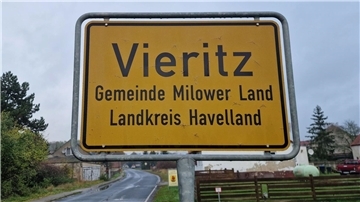 Vieritz
Gemeinde Milower Land
Landkreis Havelland